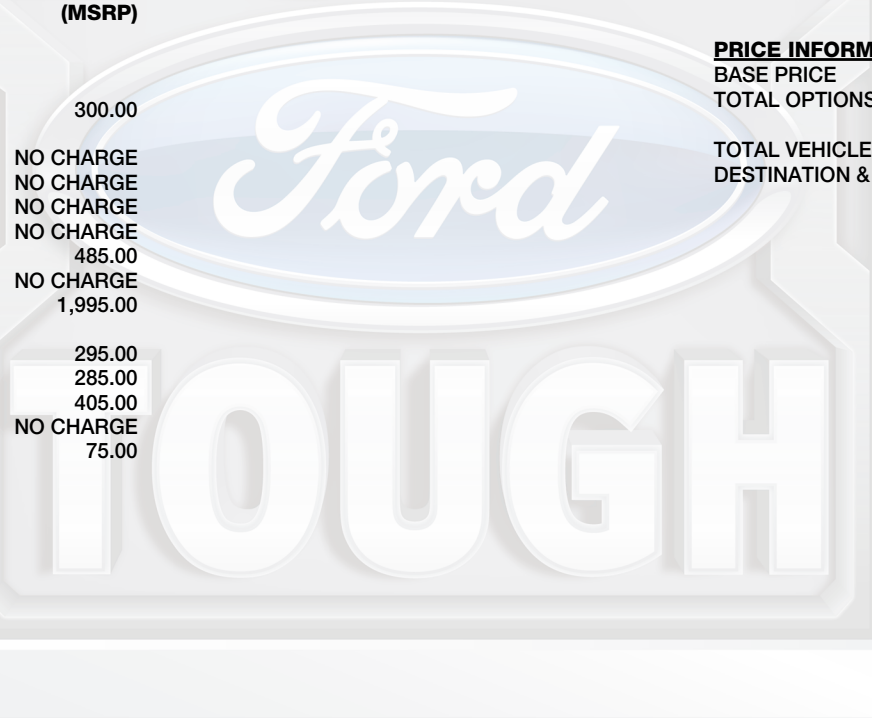 (MSRP)
300.00
NO CHARGE
NO CHARGE
NO CHARGE
NO CHARGE
485.00
NO CHARGE
1,995.00
295.00
285.00
405.00
NO CHARGE
75.00
PRICE INFORM
BASE PRICE
TOTAL OPTIONS
TOTAL VEHICLE
DESTINATION &
Ford
TOUGH